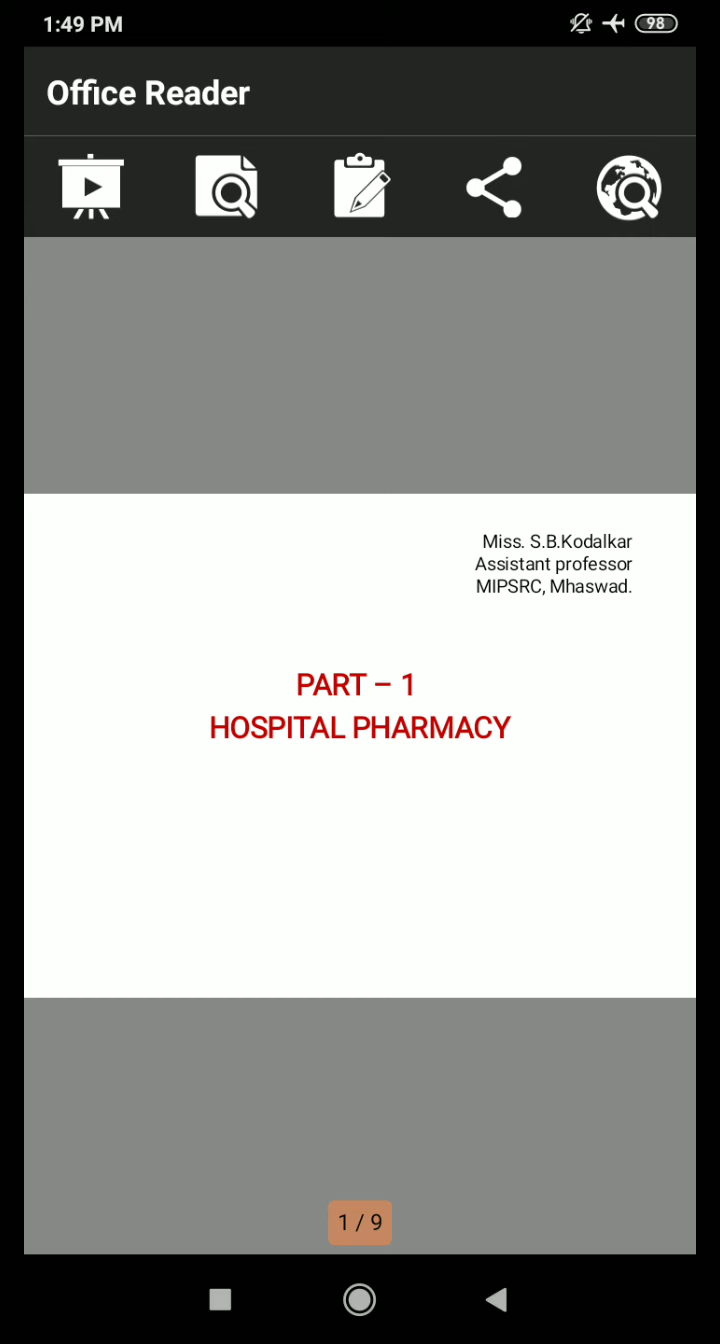 1:49 PM
98
Office Reader
Miss. S.B.Kodalkar
Assistant professor
MIPSRC, Mhaswad.
PART – 1
HOSPITAL PHARMACY
1 / 9